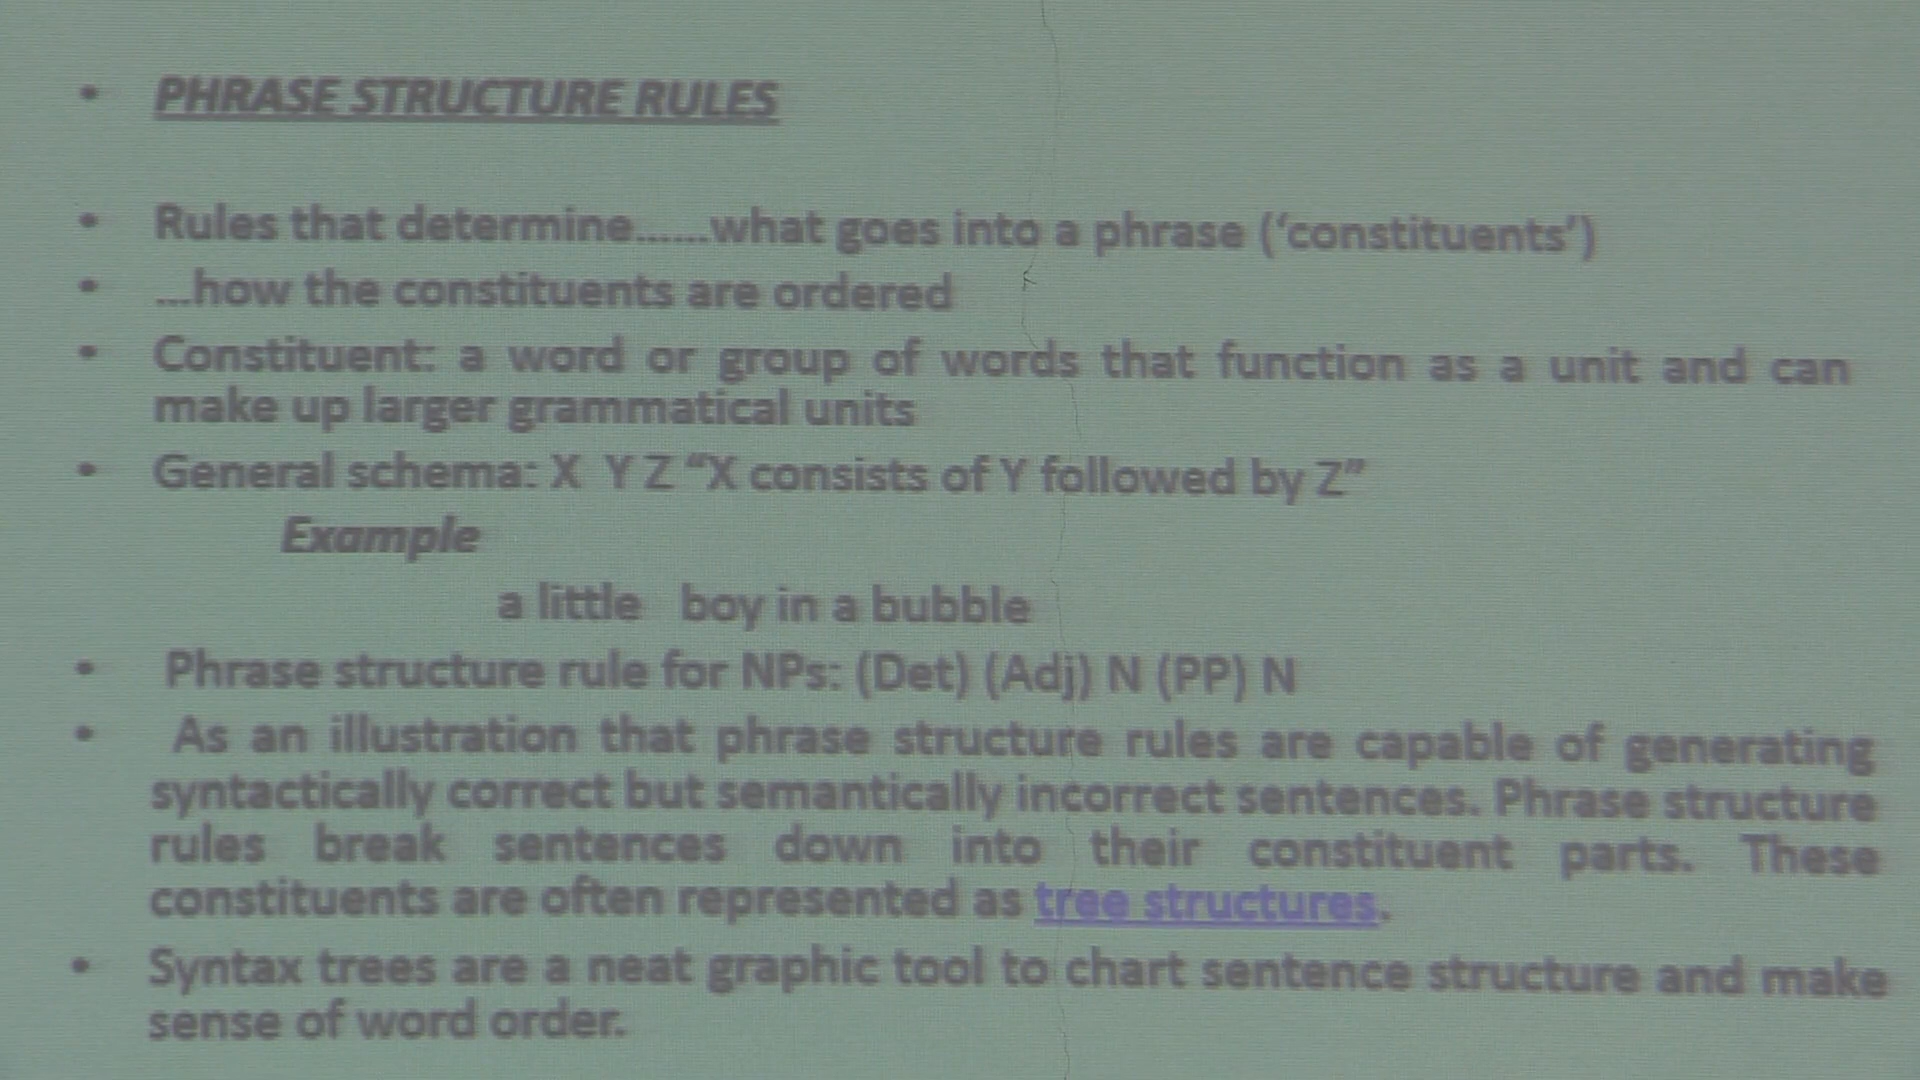 • PHRASE STRUCTURE RULES
• Rules that determine......what goes into a phrase (‘constituents’)
• ...how the constituents are ordered
• Constituent: a word or group of words that function as a unit and can
make up larger grammatical units
• General schema: X Y Z “X consists of Y followed by Z”
Example
a little boy in a bubble
• Phrase structure rule for NPs: (Det) (Adj) N (PP) N
• As an illustration that phrase structure rules are capable of generating
syntactically correct but semantically incorrect sentences. Phrase structure
rules break sentences down into their constituent parts. These
constituents are often represented as tree structures.
• Syntax trees are a neat graphic tool to chart sentence structure and make
sense of word order.